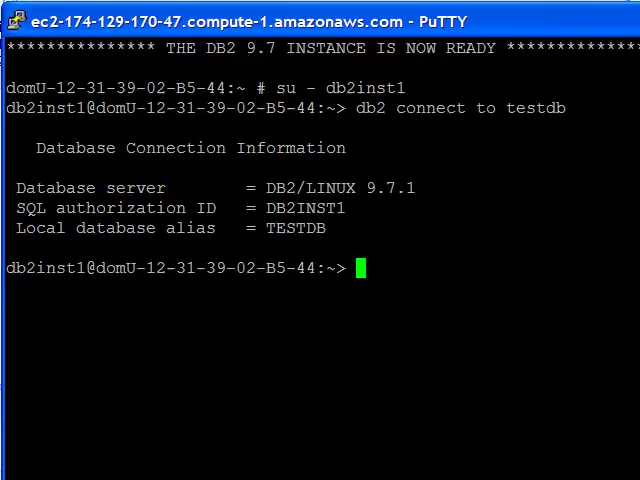 ec2-174-129-170-47.compute-1.amazonaws.com - PuTTY
*************** THE DB2 9.7 INSTANCE IS NOW READY **************
domU-12-31-39-02-B5-44:~ # su - db2inst1
db2inst1@domU-12-31-39-02-B5-44:~> db2 connect to testdb
Database Connection Information
Database server = DB2/LINUX 9.7.1
SQL authorization ID = DB2INST1
Local database alias = TESTDB
db2inst1@domU-12-31-39-02-B5-44:~>